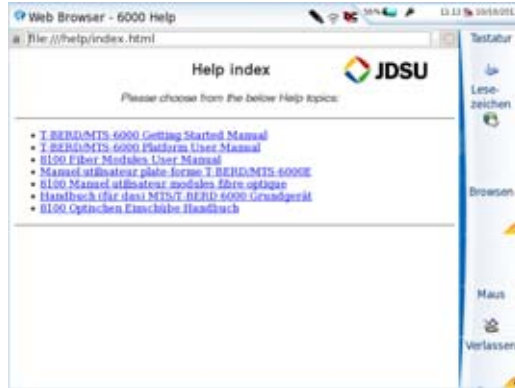 Web Browser - 6000 Help
file:///help/index.html
Help index
JDSU
Please choose from the below Help topics:
T-BERD/MTS-6000 Getting Started Manual
T-BERD/MTS-6000 Platform User Manual
8100 Fiber Modules User Manual
Manuel utilisateur plate-forme T-BERD/MTS-6000E
8100 Manuel utilisateur modules fibre optique
Handbuch (für das) MTS/T-BERD 6000 Grundgerät
8100 Optischen Einschübe Handbuch
Tastatur
Lese-
zeichen
Browsen
Maus
Verlassen